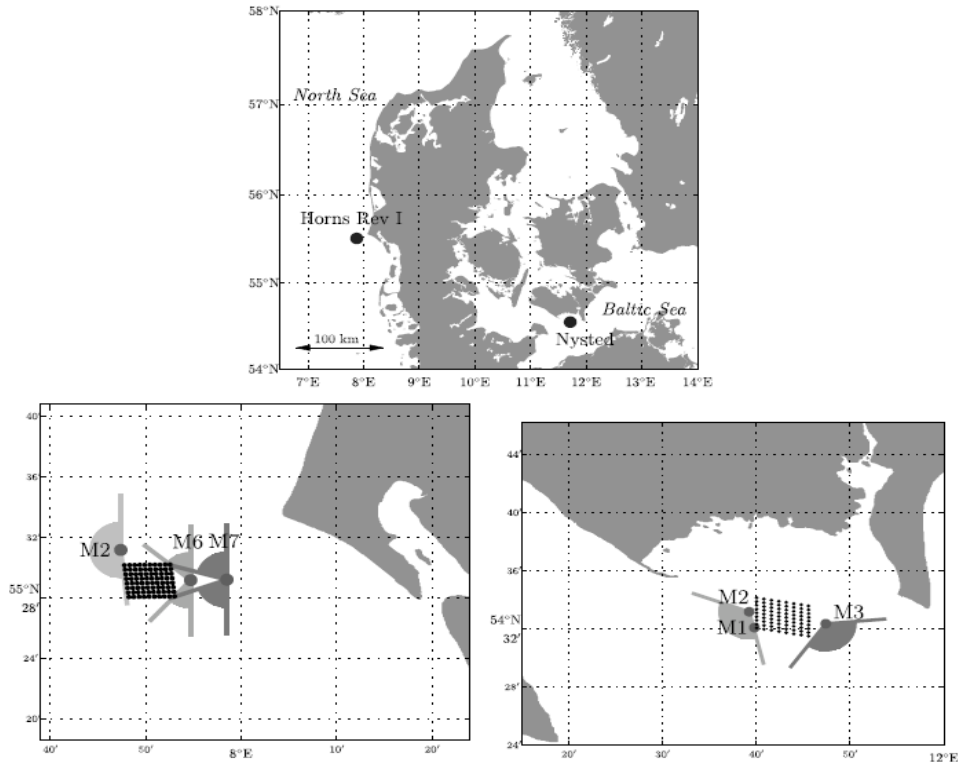 58°N
North Sea
57°N
56°N
Horns Rev I
55°N
Baltic Sea
100 km
Nysted
54°N
7°E 8°E 9°E 10°E 11°E 12°E 13°E 14°E
40′
36′
32′
M6 M7
M2
55°N
28′
24′
20′
40′ 50′ 8°E 10′ 20′
44′
40′
36′
M2
54°N
M1
M3
32′
28′
24′
20′ 30′ 40′ 50′ 12°E